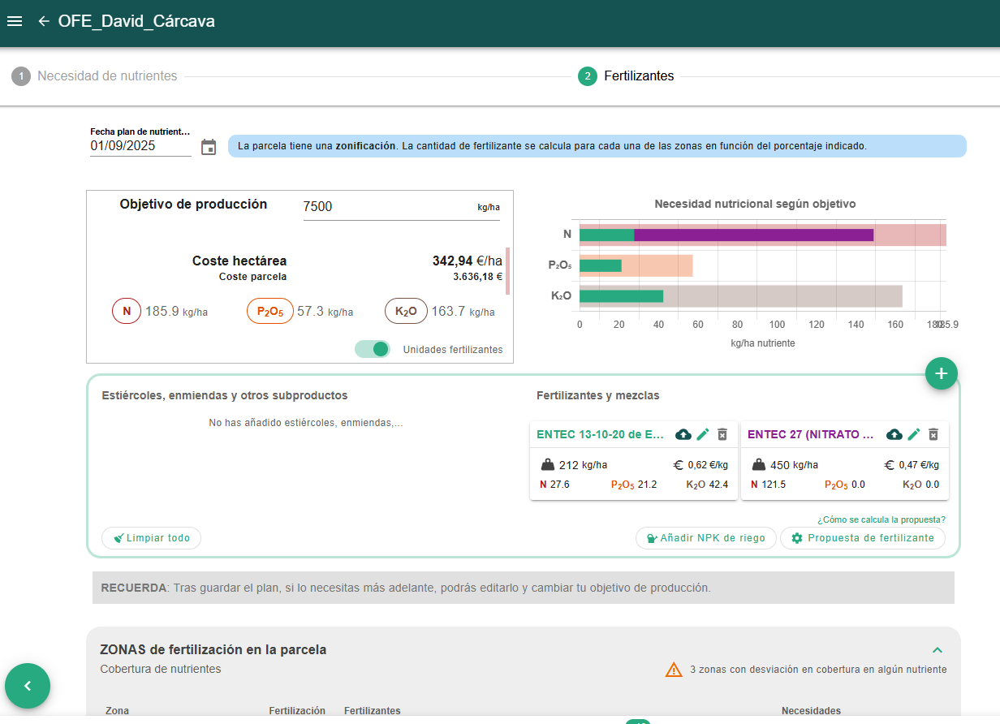 OFE_David_Cárcava
1 Necesidad de nutrientes
2 Fertilizantes
Fecha plan de nutrient...
01/09/2025
La parcela tiene una zonificación. La cantidad de fertilizante se calcula para cada una de las zonas en función del porcentaje indicado.
Objetivo de producción 7500 kg/ha
Coste hectárea 342,94 €/ha
Coste parcela 3.636,18 €
N 185.9 kg/ha P₂O₅ 57.3 kg/ha K₂O 163.7 kg/ha
Unidades fertilizantes
Necesidad nutricional según objetivo
N
P₂O₅
K₂O
0 20 40 60 80 100 120 140 160 180 185.9
kg/ha nutriente
Estiércoles, enmiendas y otros subproductos
No has añadido estiércoles, enmiendas,...
Fertilizantes y mezclas
ENTEC 13-10-20 de E...
212 kg/ha € 0,62 €/kg
N 27.6 P₂O₅ 21.2 K₂O 42.4
ENTEC 27 (NITRATO ...
450 kg/ha € 0,47 €/kg
N 121.5 P₂O₅ 0.0 K₂O 0.0
¿Cómo se calcula la propuesta?
Limpiar todo
Añadir NPK de riego
Propuesta de fertilizante
RECUERDA: Tras guardar el plan, si lo necesitas más adelante, podrás editarlo y cambiar tu objetivo de producción.
ZONAS de fertilización en la parcela
Cobertura de nutrientes
3 zonas con desviación en cobertura en algún nutriente
Zona Fertilización Fertilizantes Necesidades